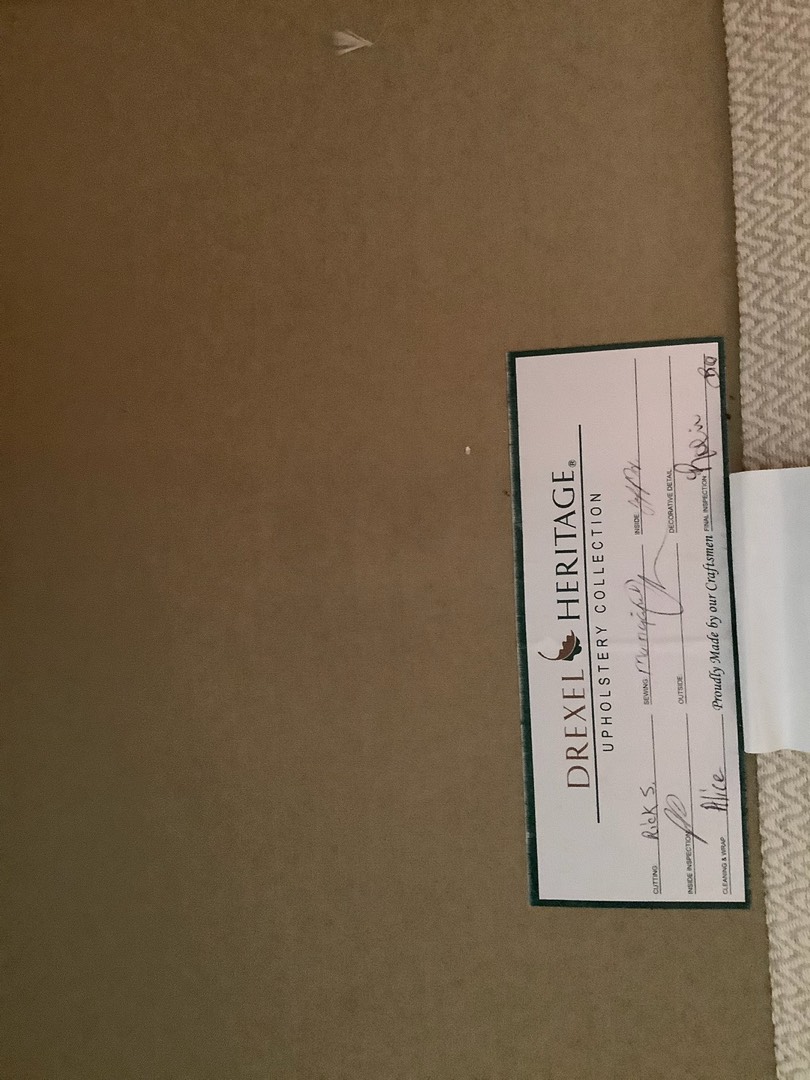 DREXEL HERITAGE®
UPHOLSTERY COLLECTION
CUTTING Rick S. SEWING INSIDE
INSIDE INSPECTION OUTSIDE DECORATIVE DETAIL
CLEANING & WRAP Alice Proudly Made by our Craftsmen FINAL INSPECTION